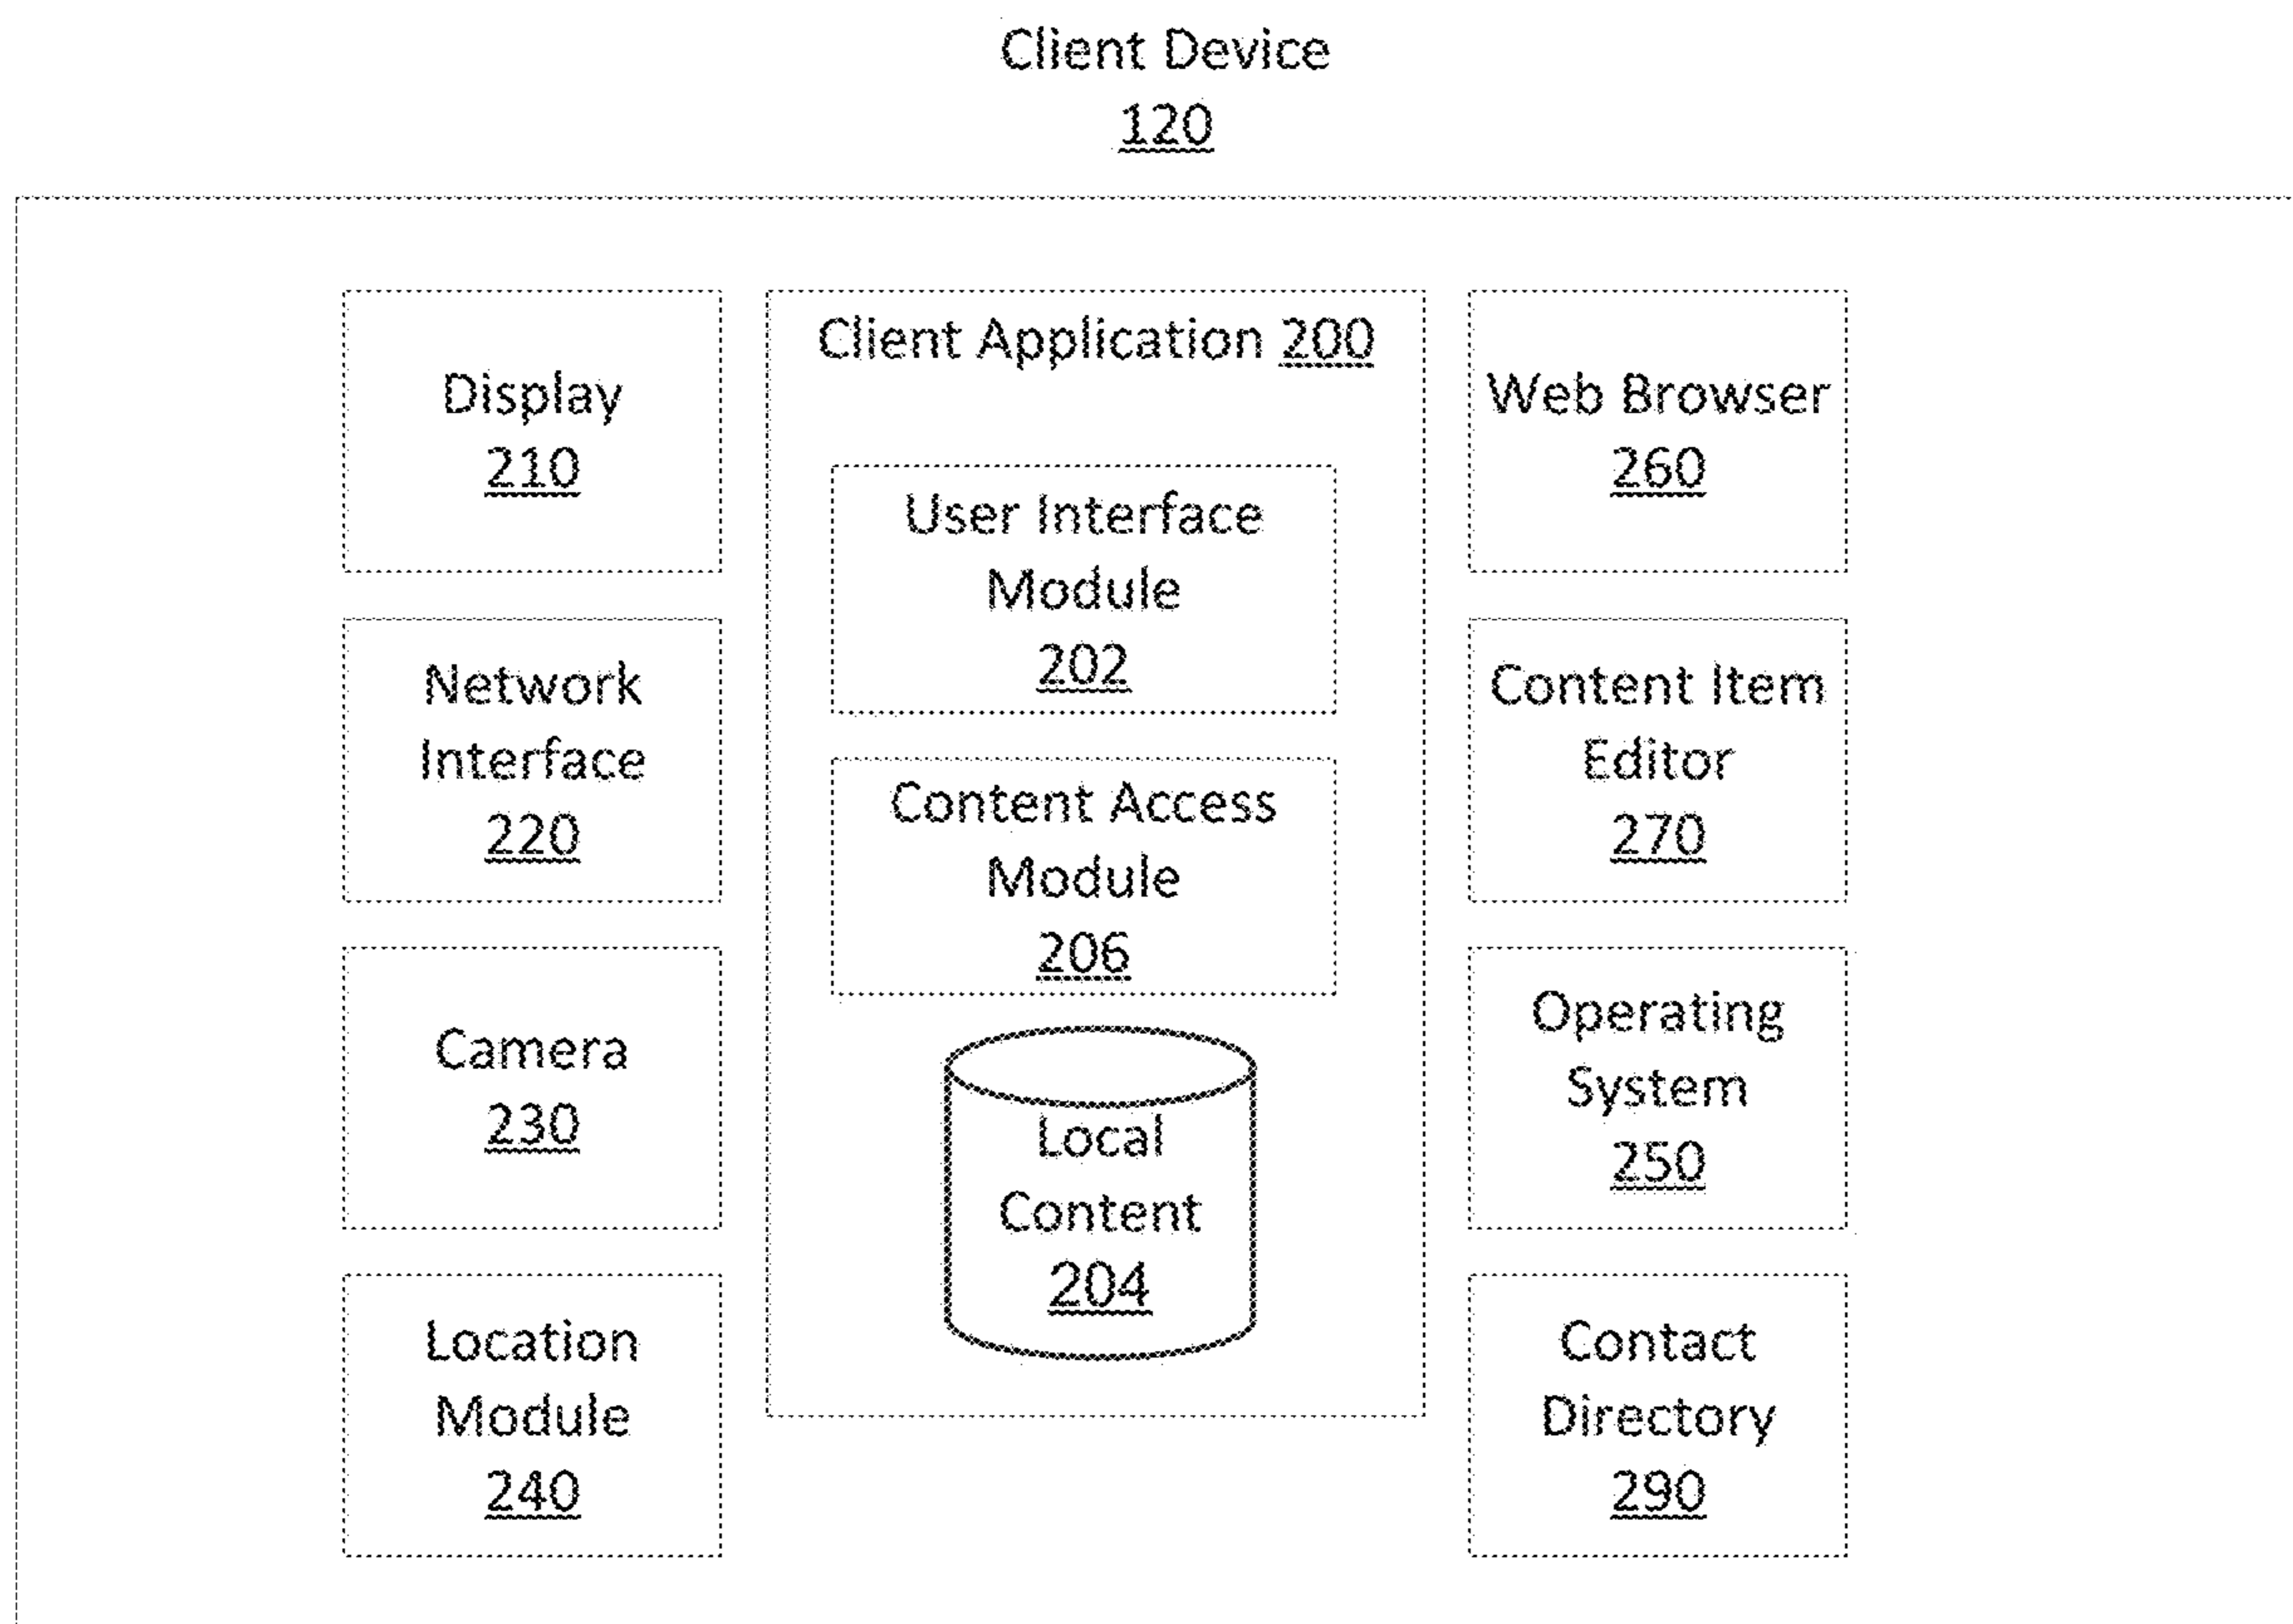 Client Device
120
Display
210
Network
Interface
220
Camera
230
Location
Module
240
Client Application 200
User Interface
Module
202
Content Access
Module
206
Local
Content
204
Web Browser
260
Content Item
Editor
270
Operating
System
250
Contact
Directory
290